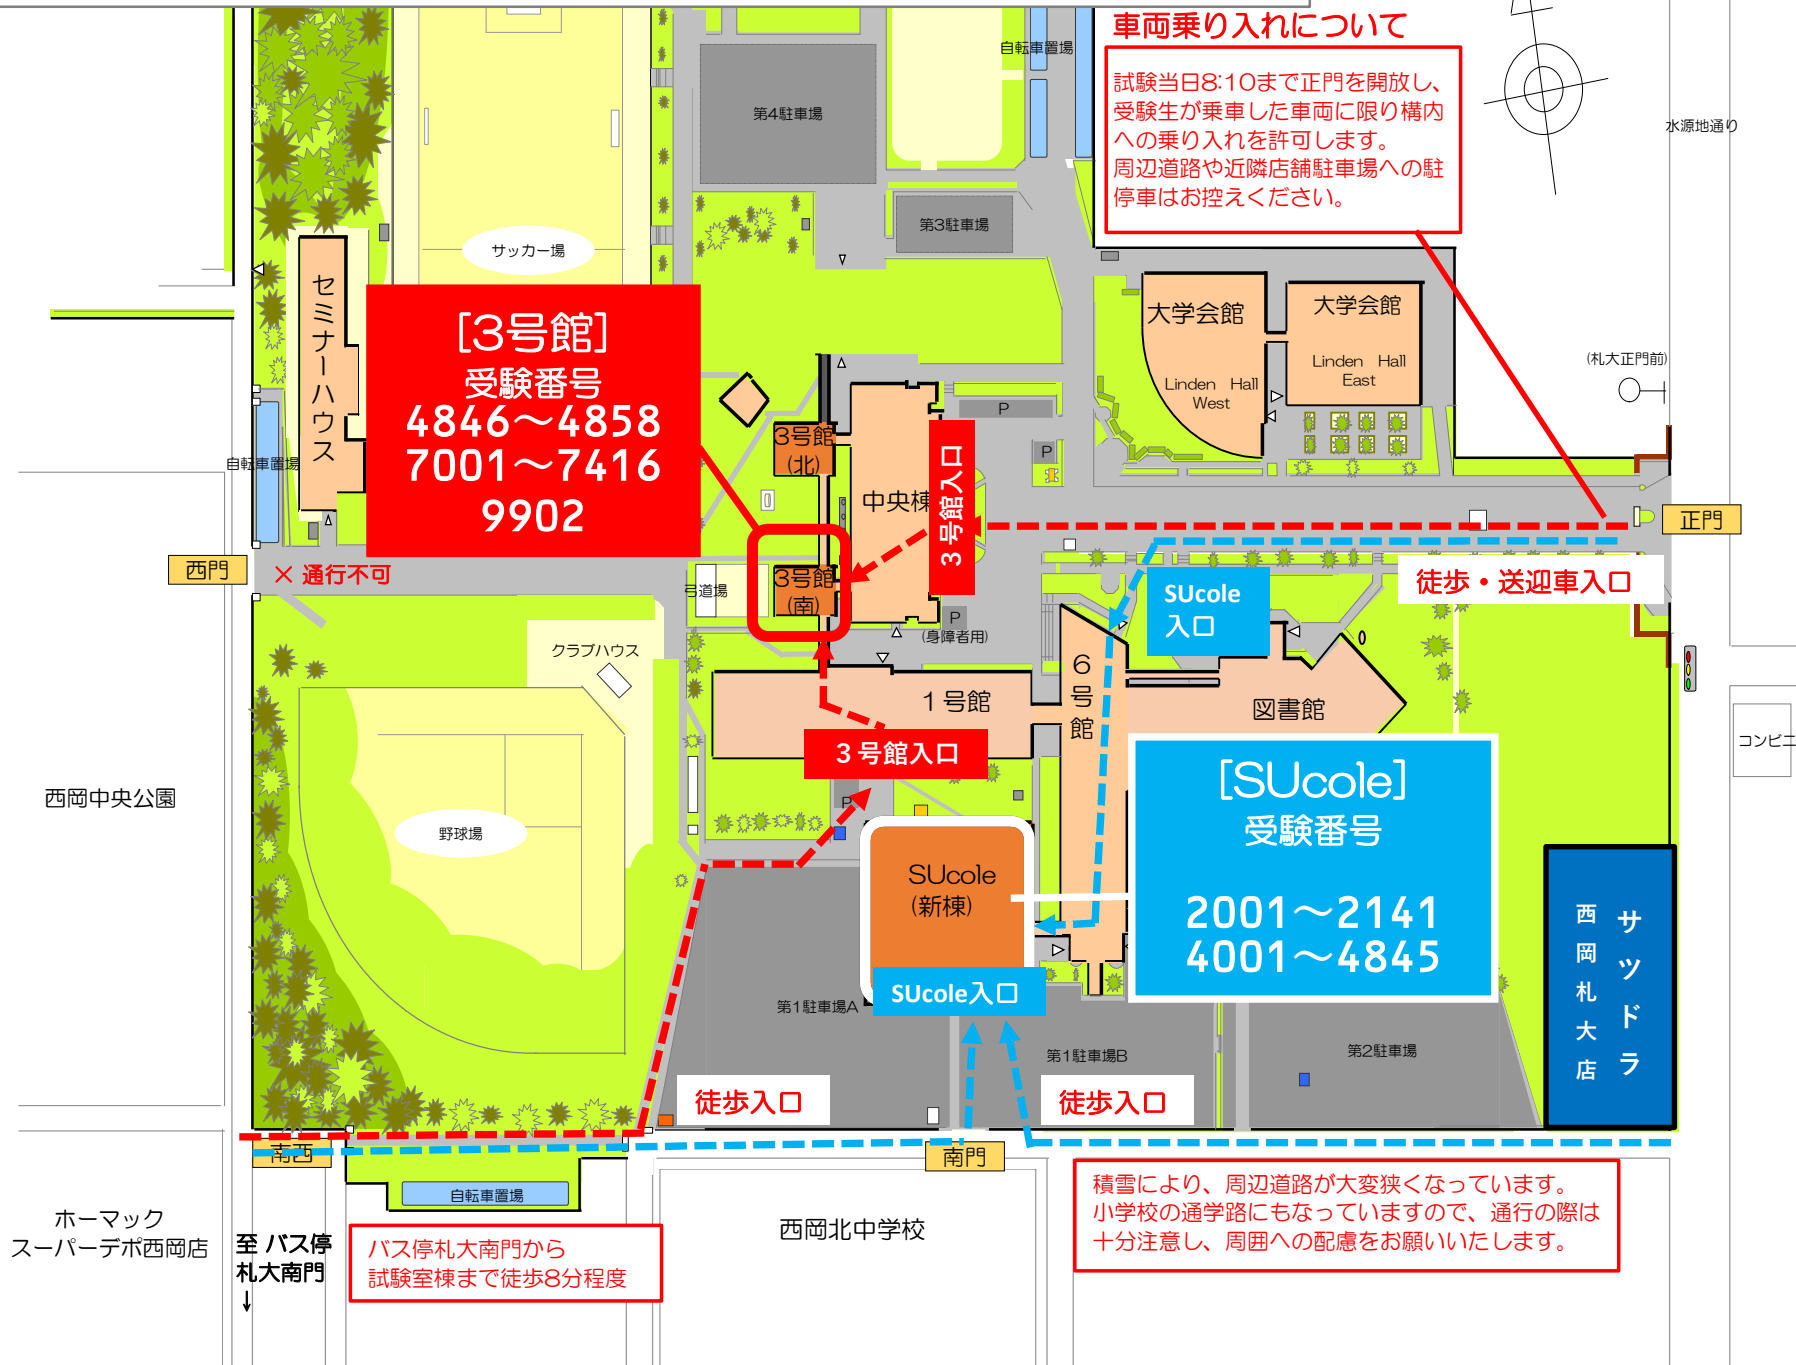 車両乗り入れについて
試験当日8:10まで正門を開放し、
受験生が乗車した車両に限り構内
への乗り入れを許可します。
周辺道路や近隣店舗駐車場への駐
停車はお控えください。
自転車置場
水源地通り
第4駐車場
第3駐車場
サッカー場
セミナーハウス
[3号館]
受験番号
4846～4858
7001～7416
9902
大学会館
Linden Hall
West
大学会館
Linden Hall
East
(札大正門前)
P
P
3号館
(北)
中央棟
3号館入口
自転車置場
正門
西門
× 通行不可
弓道場
3号館
(南)
P
(身障者用)
SUcole
入口
徒歩・送迎車入口
クラブハウス
1号館
6号館
図書館
3号館入口
コンビニ
P
西岡中央公園
野球場
[SUcole]
受験番号
2001～2141
4001～4845
SUcole
(新棟)
SUcole入口
サツドラ
西岡札大店
第1駐車場A
第1駐車場B
第2駐車場
徒歩入口
徒歩入口
南西
南門
自転車置場
ホーマック
スーパーデポ西岡店
至 バス停
札大南門
↓
バス停札大南門から
試験室棟まで徒歩8分程度
西岡北中学校
積雪により、周辺道路が大変狭くなっています。
小学校の通学路にもなっていますので、通行の際は
十分注意し、周囲への配慮をお願いいたします。